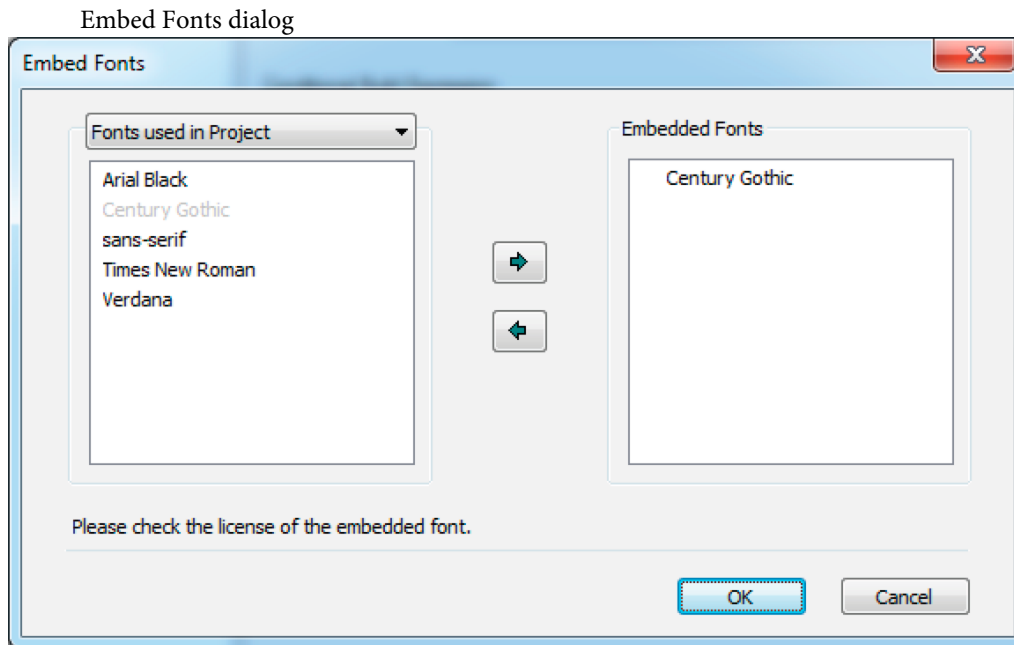 Embed Fonts dialog
Embed Fonts
Fonts used in Project
Arial Black
Century Gothic
sans-serif
Times New Roman
Verdana
Embedded Fonts
Century Gothic
Please check the license of the embedded font.
OK
Cancel